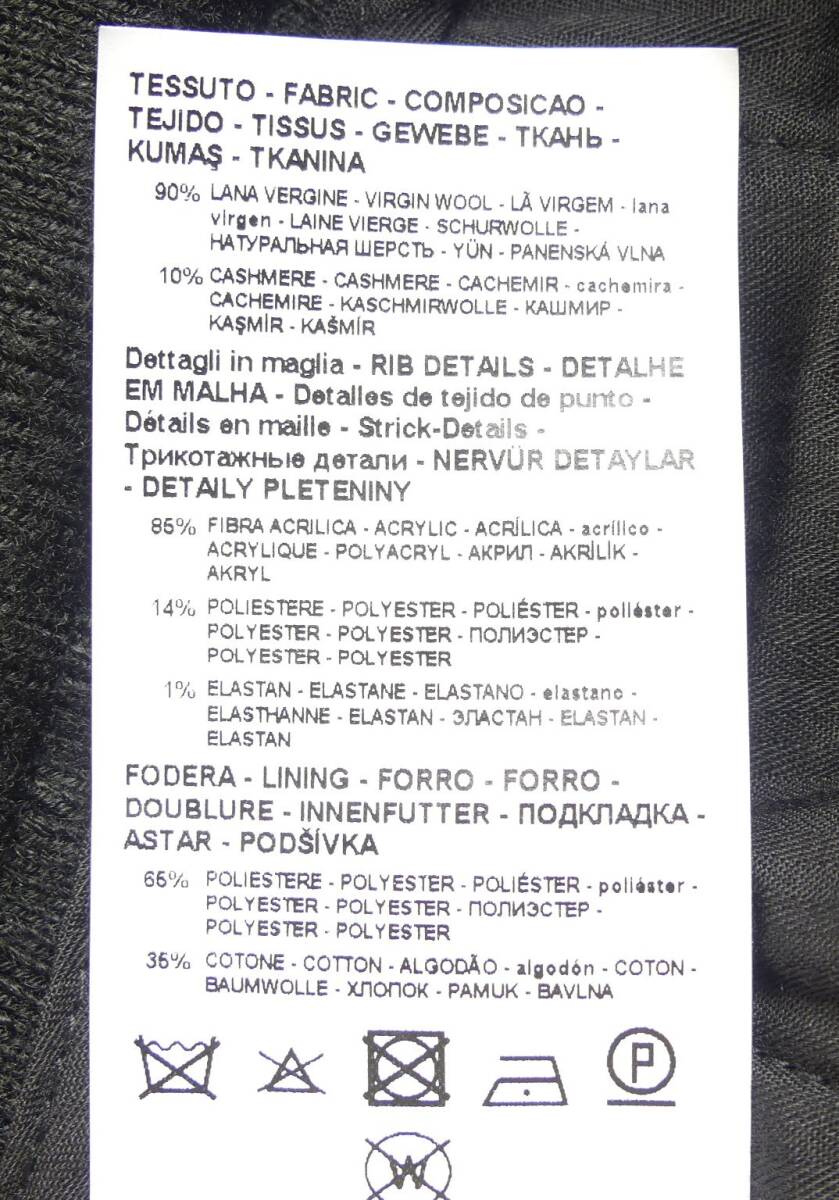 TESSUTO - FABRIC - COMPOSICAO -
TEJIDO - TISSUS - GEWEBE - ТКАНЬ -
KUMAŞ - TKANINA
90% LANA VERGINE - VIRGIN WOOL - LÃ VIRGEM - lana
virgen - LAINE VIERGE - SCHURWOLLE -
НАТУРАЛЬНАЯ ШЕРСТЬ - YÜN - PANENSKÁ VLNA
10% CASHMERE - CASHMERE - CACHEMIR - cachemira -
CACHEMIRE - KASCHMIRWOLLE - КАШМИР -
KAŞMİR - KAŠMÍR
Dettagli in maglia - RIB DETAILS - DETALHE
EM MALHA - Detalles de tejido de punto -
Détails en maille - Strick-Details -
Трикотажные детали - NERVÜR DETAYLAR
- DETAILY PLETENINY
85% FIBRA ACRILICA - ACRYLIC - ACRÍLICA - acrílico -
ACRYLIQUE - POLYACRYL - АКРИЛ - AKRİLİK -
AKRYL
14% POLIESTERE - POLYESTER - POLIÉSTER - poliéster -
POLYESTER - POLYESTER - ПОЛИЭСТЕР -
POLYESTER - POLYESTER
1% ELASTAN - ELASTANE - ELASTANO - elastano -
ELASTHANNE - ELASTAN - ЭЛАСТАН - ELASTAN -
ELASTAN
FODERA - LINING - FORRO - FORRO -
DOUBLURE - INNENFUTTER - ПОДКЛАДКА -
ASTAR - PODŠÍVKA
65% POLIESTERE - POLYESTER - POLIÉSTER - poliéster -
POLYESTER - POLYESTER - ПОЛИЭСТЕР -
POLYESTER - POLYESTER
35% COTONE - COTTON - ALGODÃO - algodón - COTON -
BAUMWOLLE - ХЛОПОК - PAMUK - BAVLNA
P
W